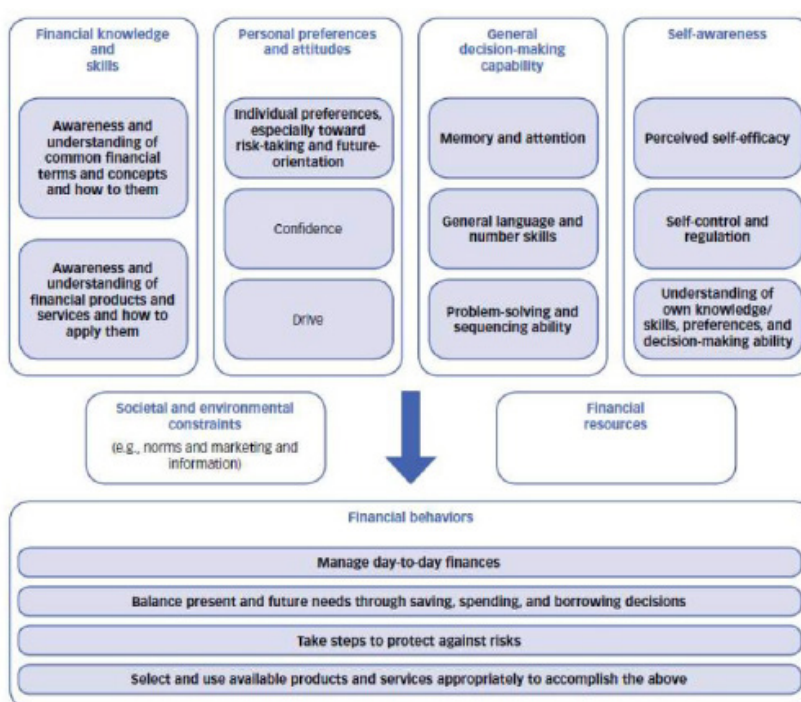 Financial knowledge
and
skills
Awareness and
understanding of
common financial
terms and concepts
and how to them
Awareness and
understanding of
financial products and
services and how to
apply them
Personal preferences
and attitudes
Individual preferences,
especially toward
risk-taking and future-
orientation
Confidence
Drive
General
decision-making
capability
Memory and attention
General language and
number skills
Problem-solving and
sequencing ability
Self-awareness
Perceived self-efficacy
Self-control and
regulation
Understanding of
own knowledge/
skills, preferences, and
decision-making ability
Societal and environmental
constraints
(e.g., norms and marketing and
information)
Financial
resources
Financial behaviors
Manage day-to-day finances
Balance present and future needs through saving, spending, and borrowing decisions
Take steps to protect against risks
Select and use available products and services appropriately to accomplish the above